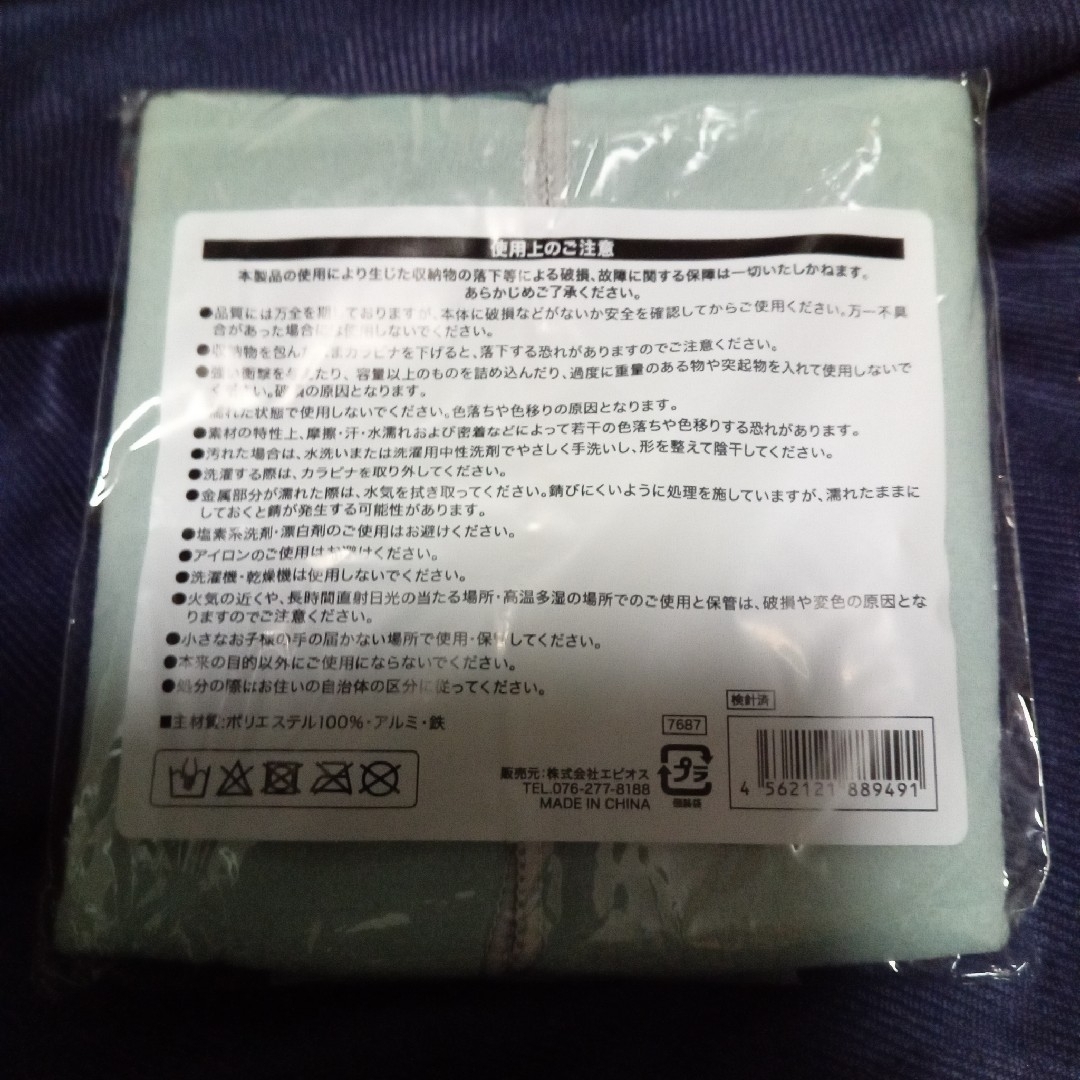 使用上のご注意
本製品の使用により生じた収納物の落下等による破損、故障に関する保障は一切いたしかねます。
あらかじめご了承ください。
●品質には万全を期しておりますが、本体に破損などがないか安全を確認してからご使用ください。万一不具
合があった場合には使用しないでください。
●収納物を包んだままカラビナを下げると、落下する恐れがありますのでご注意ください。
●強い衝撃を与えたり、容量以上のものを詰め込んだり、過度に重量のある物や突起物を入れて使用しないで
ください。破損の原因となります。
濡れた状態で使用しないでください。色落ちや色移りの原因となります。
●素材の特性上、摩擦・汗・水濡れおよび密着などによって若干の色落ちや色移りする恐れがあります。
●汚れた場合は、水洗いまたは洗濯用中性洗剤でやさしく手洗いし、形を整えて陰干してください。
●洗濯する際は、カラビナを取り外してください。
●金属部分が濡れた際は、水気を拭き取ってください。錆びにくいように処理を施していますが、濡れたままに
しておくと錆が発生する可能性があります。
●塩素系洗剤・漂白剤のご使用はお避けください。
●アイロンのご使用はお避けください。
●洗濯機・乾燥機は使用しないでください。
●火気の近くや、長時間直射日光の当たる場所・高温多湿の場所でのご使用と保管は、破損や変色の原因とな
りますのでご注意ください。
●小さなお子様の手の届かない場所で使用・保管してください。
●本来の目的以外にご使用にならないでください。
●処分の際はお住いの自治体の区分に従ってください。
■主材質:ポリエステル100%・アルミ・鉄
検針済
7687
プラ
個装袋
販売元:株式会社エピオス
TEL.076-277-8188
MADE IN CHINA
4 562121 889491